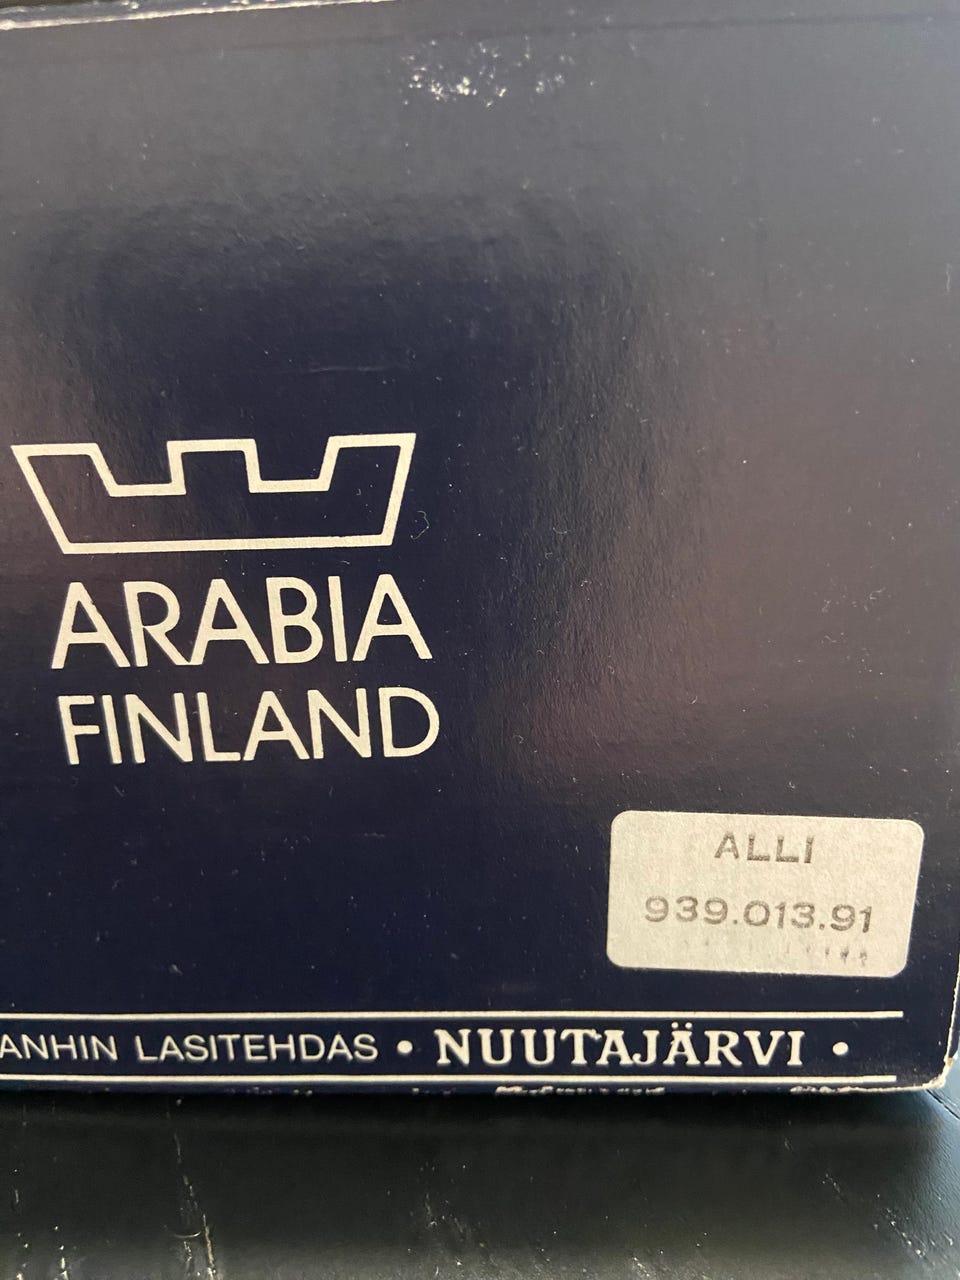 ARABIA
FINLAND
ALLI
939.013.91
ANHIN LASITEHDAS • NUUTAJÄRVI •